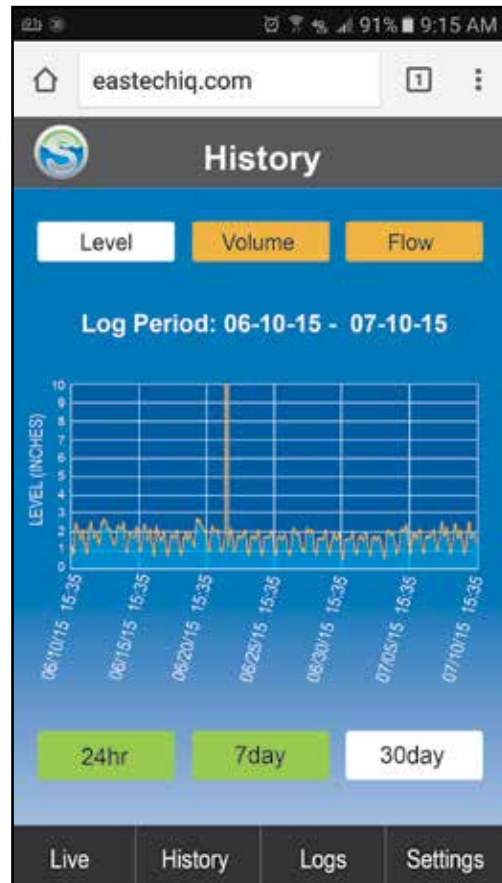 91% 9:15 AM
eastechiq.com 1
History
Level Volume Flow
Log Period: 06-10-15 - 07-10-15
LEVEL (INCHES)
10
9
8
7
6
5
4
3
2
1
0
06/10/15 15:35 06/15/15 15:35 0620/15 15:35 06/25/15 15:35 06/30/15 15:35 07/05/15 15:35 07/10/15 15:35
24hr 7day 30day
Live History Logs Settings